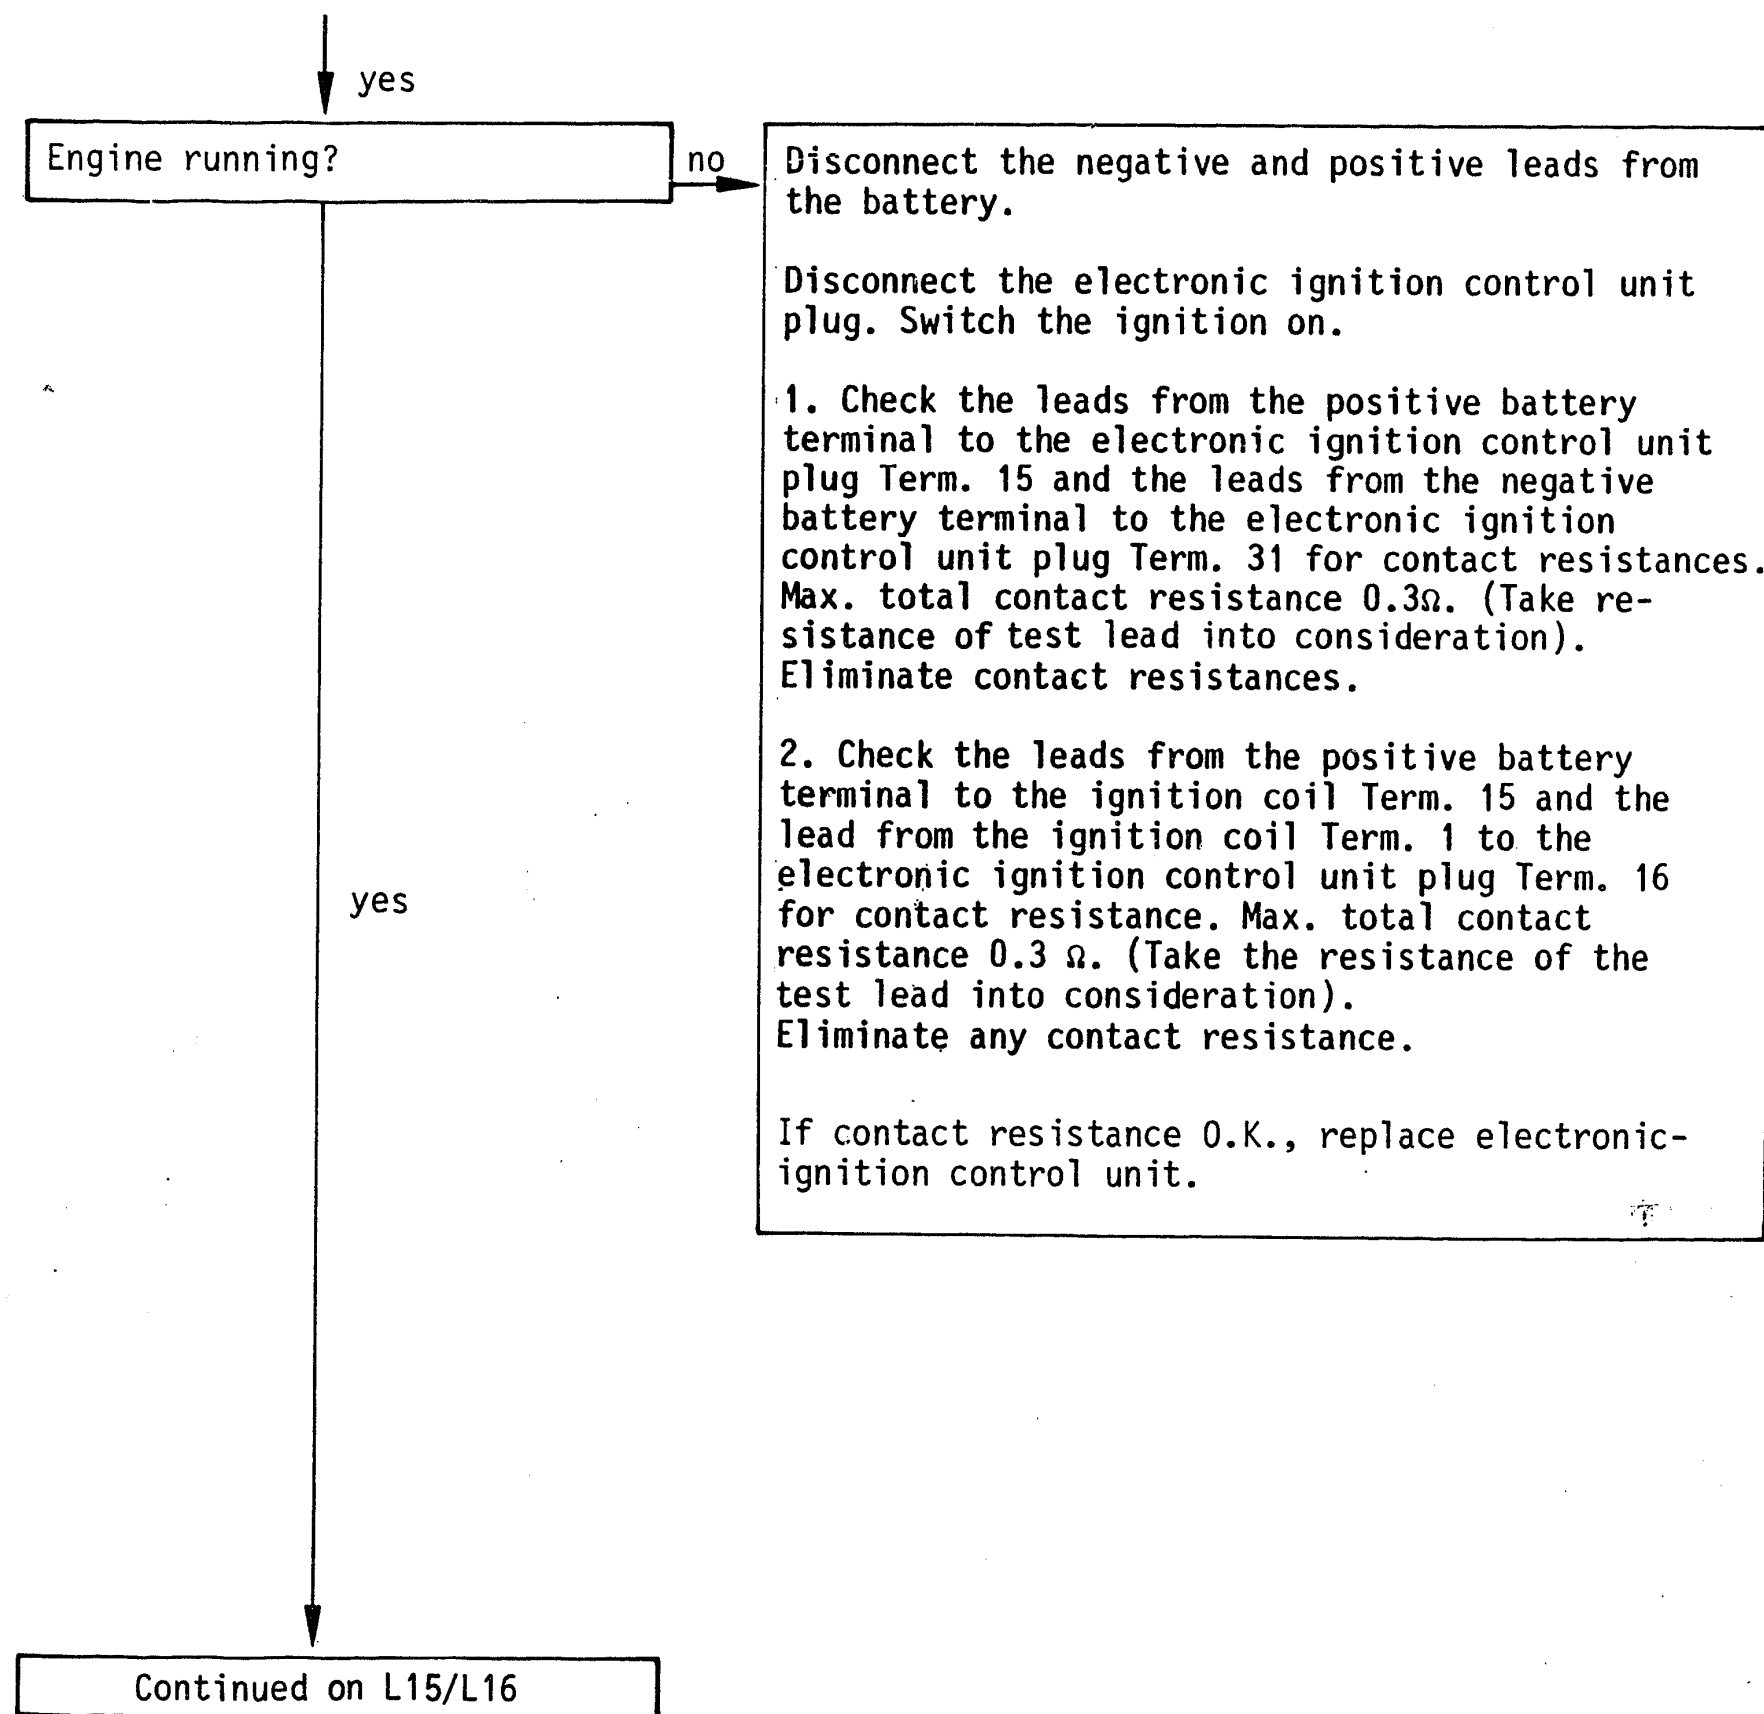 yes
Engine running?
no
Disconnect the negative and positive leads from
the battery.
Disconnect the electronic ignition control unit
plug. Switch the ignition on.
1. Check the leads from the positive battery
terminal to the electronic ignition control unit
plug Term. 15 and the leads from the negative
battery terminal to the electronic ignition
control unit plug Term. 31 for contact resistances.
Max. total contact resistance 0.3Ω. (Take re-
sistance of test lead into consideration).
Eliminate contact resistances.
2. Check the leads from the positive battery
terminal to the ignition coil Term. 15 and the
lead from the ignition coil Term. 1 to the
electronic ignition control unit plug Term. 16
for contact resistance. Max. total contact
resistance 0.3 Ω. (Take the resistance of the
test lead into consideration).
Eliminate any contact resistance.
If contact resistance O.K., replace electronic-
ignition control unit.
yes
Continued on L15/L16